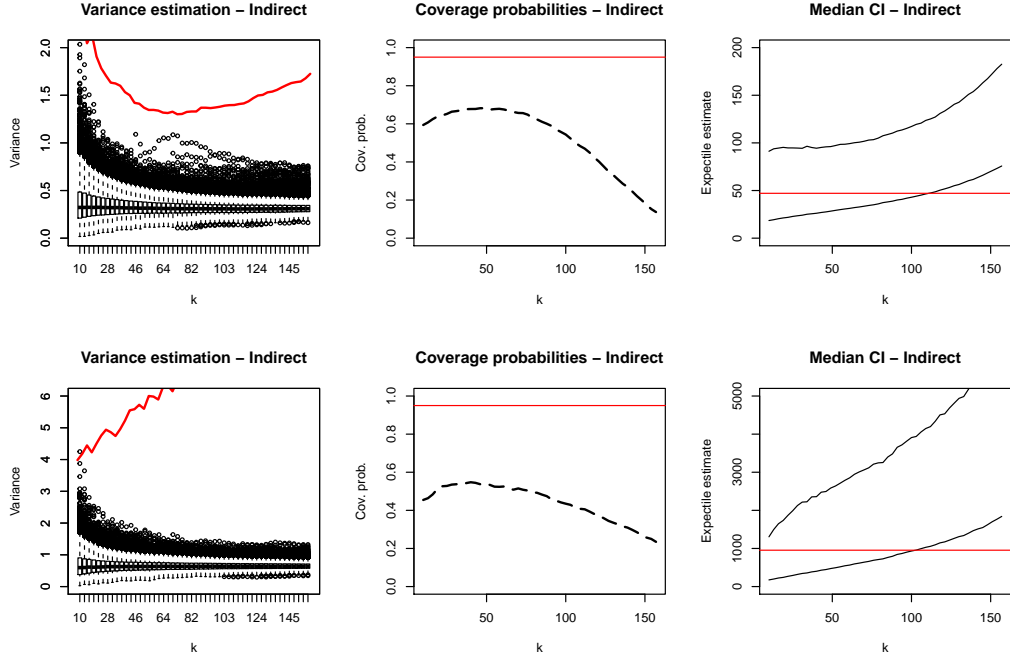 Variance estimation − Indirect
Coverage probabilities − Indirect
Median CI − Indirect
Variance
0.0 0.5 1.0 1.5 2.0
10 28 46 64 82 103 124 145
k
Cov. prob.
0.0 0.2 0.4 0.6 0.8 1.0
50 100 150
k
Expectile estimate
0 50 100 150 200
50 100 150
k
Variance estimation − Indirect
Coverage probabilities − Indirect
Median CI − Indirect
Variance
0 1 2 3 4 5 6
10 28 46 64 82 103 124 145
k
Cov. prob.
0.0 0.2 0.4 0.6 0.8 1.0
50 100 150
k
Expectile estimate
0 1000 3000 5000
50 100 150
k